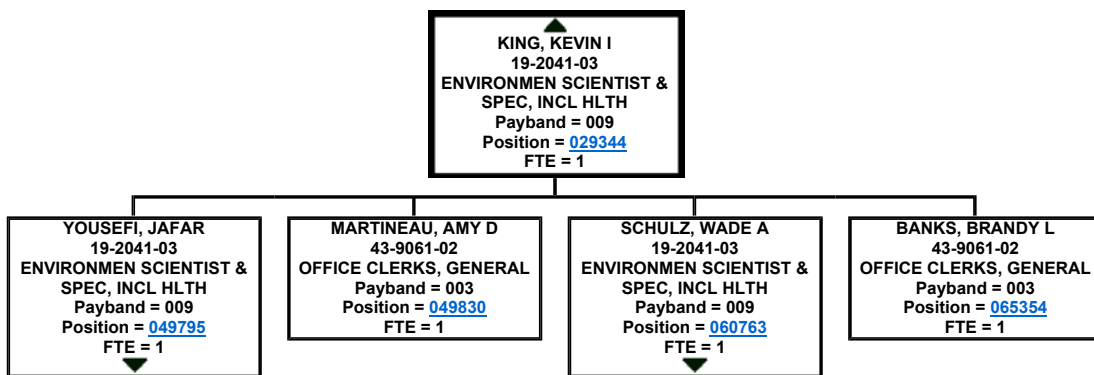 KING, KEVIN I
19-2041-03
ENVIRONMEN SCIENTIST &
SPEC, INCL HLTH
Payband = 009
Position = 029344
FTE = 1
YOUSEFI, JAFAR
19-2041-03
ENVIRONMEN SCIENTIST &
SPEC, INCL HLTH
Payband = 009
Position = 049795
FTE = 1
MARTINEAU, AMY D
43-9061-02
OFFICE CLERKS, GENERAL
Payband = 003
Position = 049830
FTE = 1
SCHULZ, WADE A
19-2041-03
ENVIRONMEN SCIENTIST &
SPEC, INCL HLTH
Payband = 009
Position = 060763
FTE = 1
BANKS, BRANDY L
43-9061-02
OFFICE CLERKS, GENERAL
Payband = 003
Position = 065354
FTE = 1